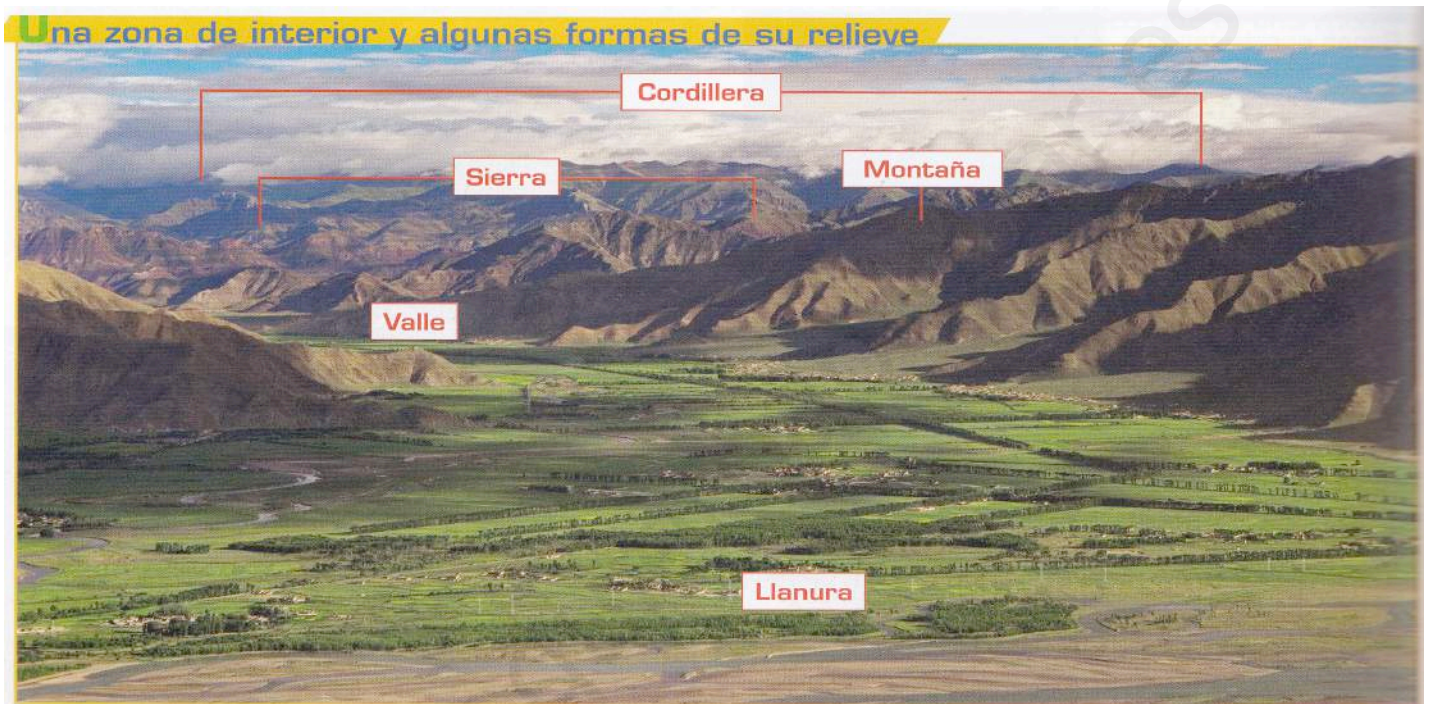 Una zona de interior y algunas formas de su relieve
Cordillera
Sierra
Montaña
Valle
Llanura